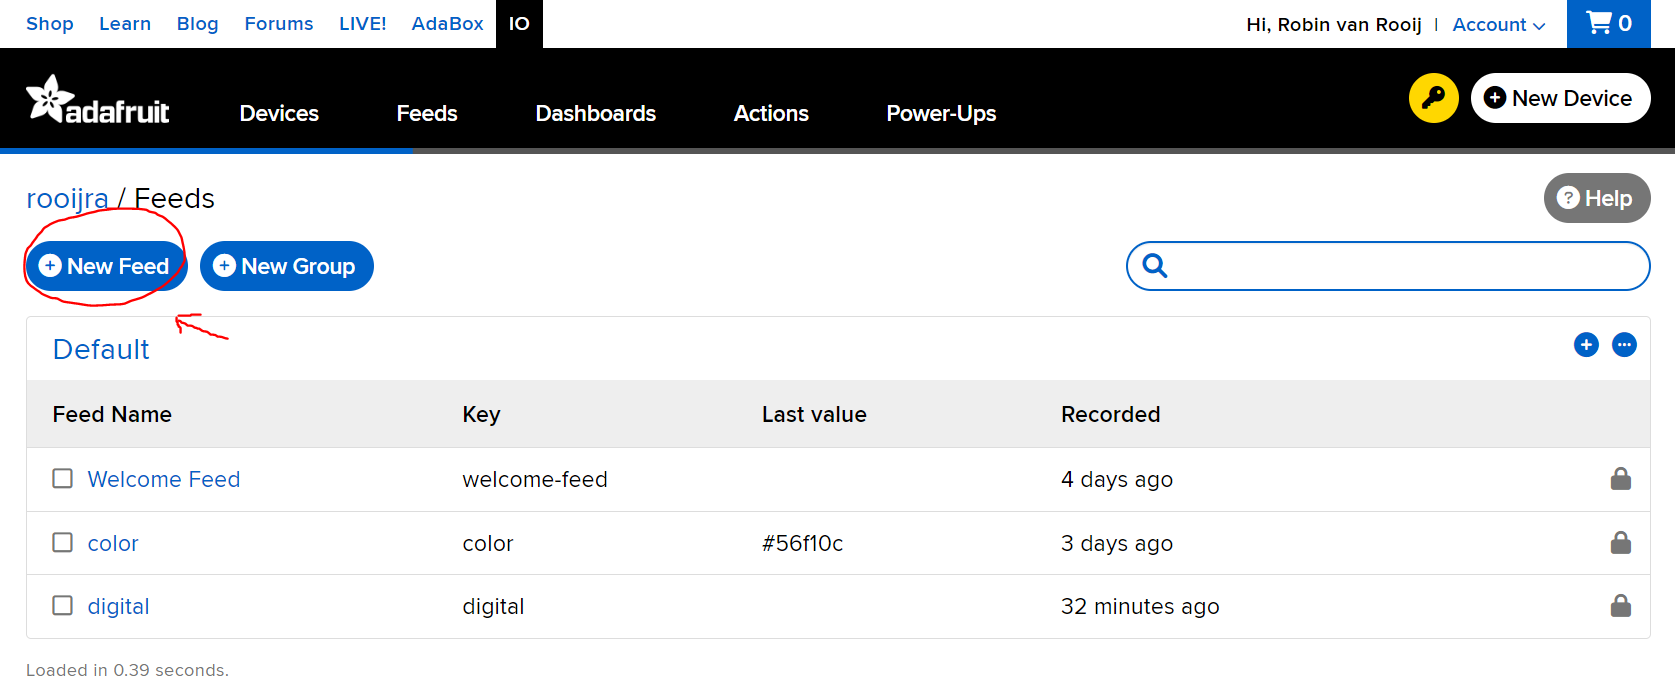 Shop Learn Blog Forums LIVE! AdaBox IO Hi, Robin van Rooij | Account 0
adafruit Devices Feeds Dashboards Actions Power-Ups New Device
rooijra / Feeds Help
New Feed New Group
Default
Feed Name Key Last value Recorded
Welcome Feed welcome-feed 4 days ago
color color #56f10c 3 days ago
digital digital 32 minutes ago
Loaded in 0.39 seconds.